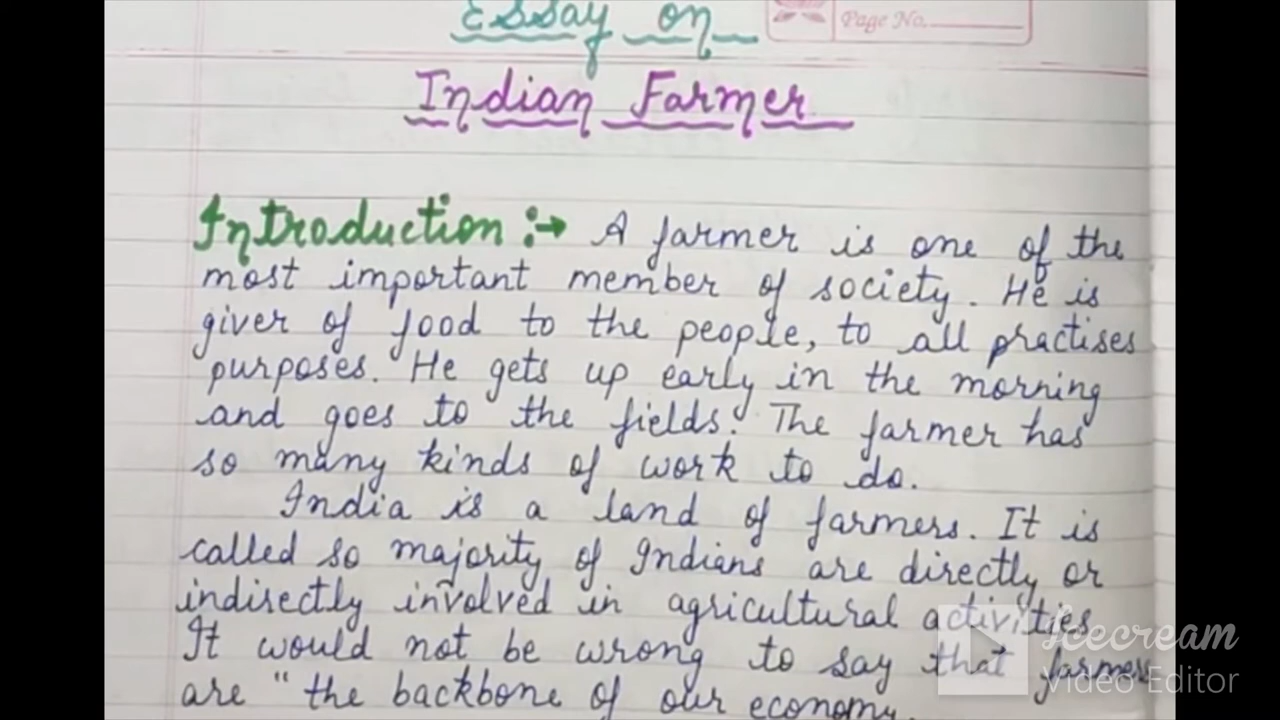 Essay on
Page No.
Indian Farmer
Introduction :→ A farmer is one of the
most important member of society. He is
giver of food to the people, to all practises
purposes. He gets up early in the morning
and goes to the fields. The farmer has
so many kinds of work to do.
India is a land of farmers. It is
called so majority of Indians are directly or
indirectly involved in agricultural activities
It would not be wrong to say that farmers
are "the backbone of our economy.
Icecream
Video Editor